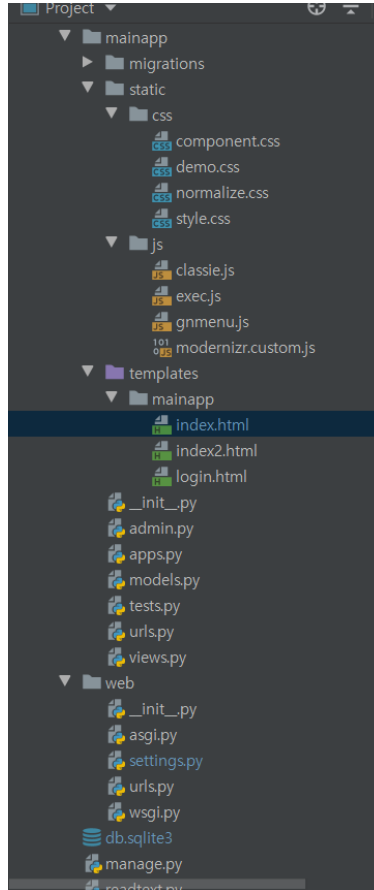 Project
mainapp
migrations
static
css
component.css
demo.css
normalize.css
style.css
js
classie.js
exec.js
gnmenu.js
modernizr.custom.js
templates
mainapp
index.html
index2.html
login.html
__init__.py
admin.py
apps.py
models.py
tests.py
urls.py
views.py
web
__init__.py
asgi.py
settings.py
urls.py
wsgi.py
db.sqlite3
manage.py
readtext.py